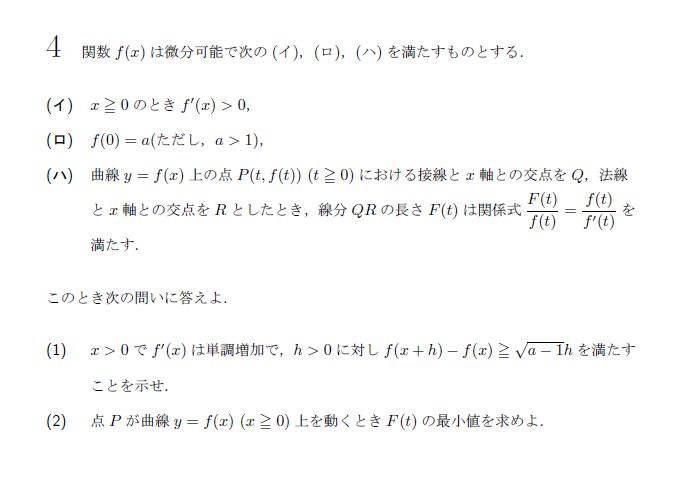 4 関数 f(x) は微分可能で次の (イ), (ロ), (ハ) を満たすものとする.
(イ) x ≧ 0 のとき f′(x) > 0,
(ロ) f(0) = a(ただし, a > 1),
(ハ) 曲線 y = f(x) 上の点 P(t, f(t)) (t ≧ 0) における接線と x 軸との交点を Q, 法線
と x 軸との交点を R としたとき, 線分 QR の長さ F(t) は関係式 F(t)/f(t) = f(t)/f′(t) を
満たす.
このとき次の問いに答えよ.
(1) x > 0 で f′(x) は単調増加で, h > 0 に対し f(x + h) − f(x) ≧ √(a − 1)h を満たす
ことを示せ.
(2) 点 P が曲線 y = f(x) (x ≧ 0) 上を動くとき F(t) の最小値を求めよ.